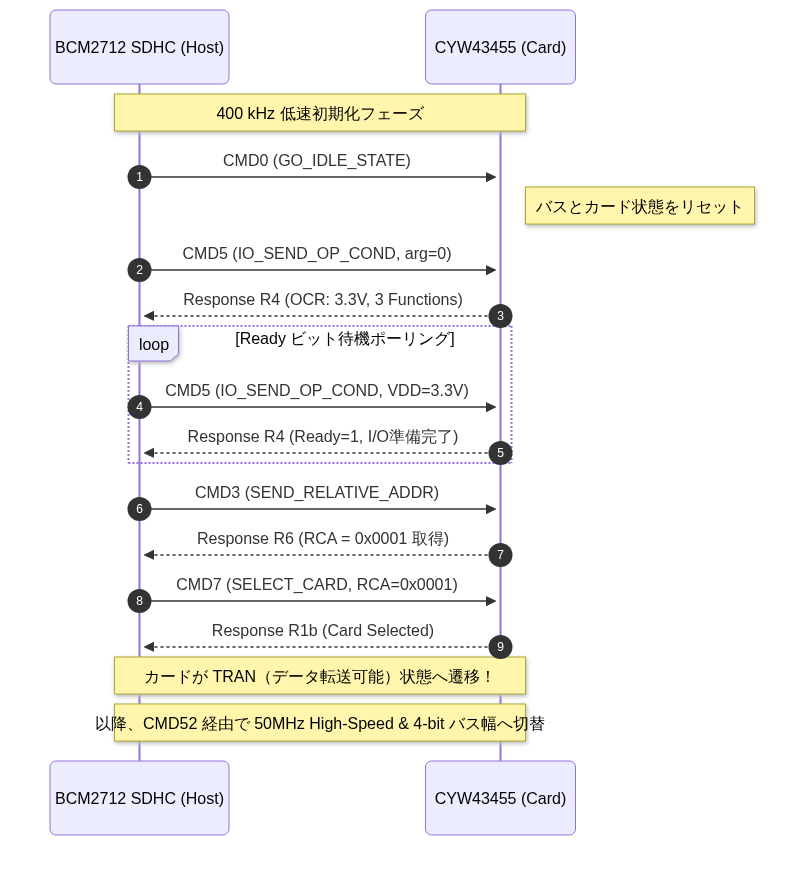 BCM2712 SDHC (Host)
CYW43455 (Card)
400 kHz 低速初期化フェーズ
CMD0 (GO_IDLE_STATE)
1
バスとカード状態をリセット
CMD5 (IO_SEND_OP_COND, arg=0)
2
Response R4 (OCR: 3.3V, 3 Functions)
3
loop
[Ready ビット待機ポーリング]
CMD5 (IO_SEND_OP_COND, VDD=3.3V)
4
Response R4 (Ready=1, I/O準備完了)
5
CMD3 (SEND_RELATIVE_ADDR)
6
Response R6 (RCA = 0x0001 取得)
7
CMD7 (SELECT_CARD, RCA=0x0001)
8
Response R1b (Card Selected)
9
カードが TRAN（データ転送可能）状態へ遷移！
以降、CMD52 経由で 50MHz High-Speed & 4-bit バス幅へ切替
BCM2712 SDHC (Host)
CYW43455 (Card)